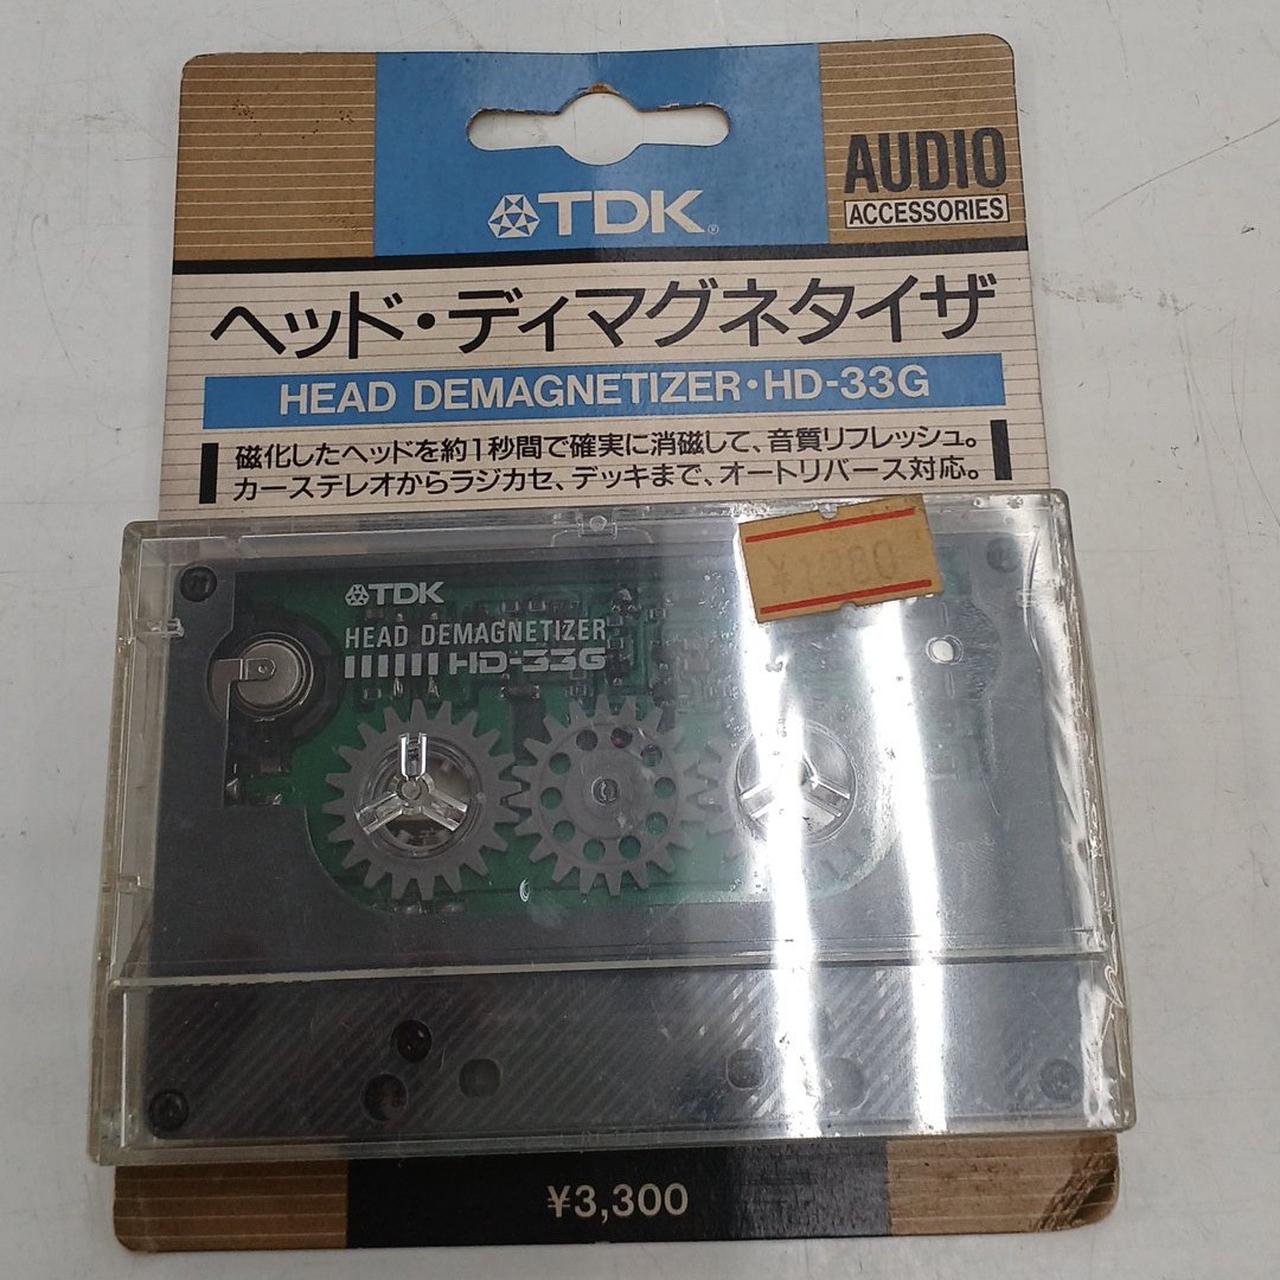 TDK®
AUDIO
ACCESSORIES
ヘッド・ディマグネタイザ
HEAD DEMAGNETIZER・HD-33G
磁化したヘッドを約1秒間で確実に消磁して、音質リフレッシュ。
カーステレオからラジカセ、デッキまで、オートリバース対応。
TDK
HEAD DEMAGNETIZER
HD-33G
¥3,300